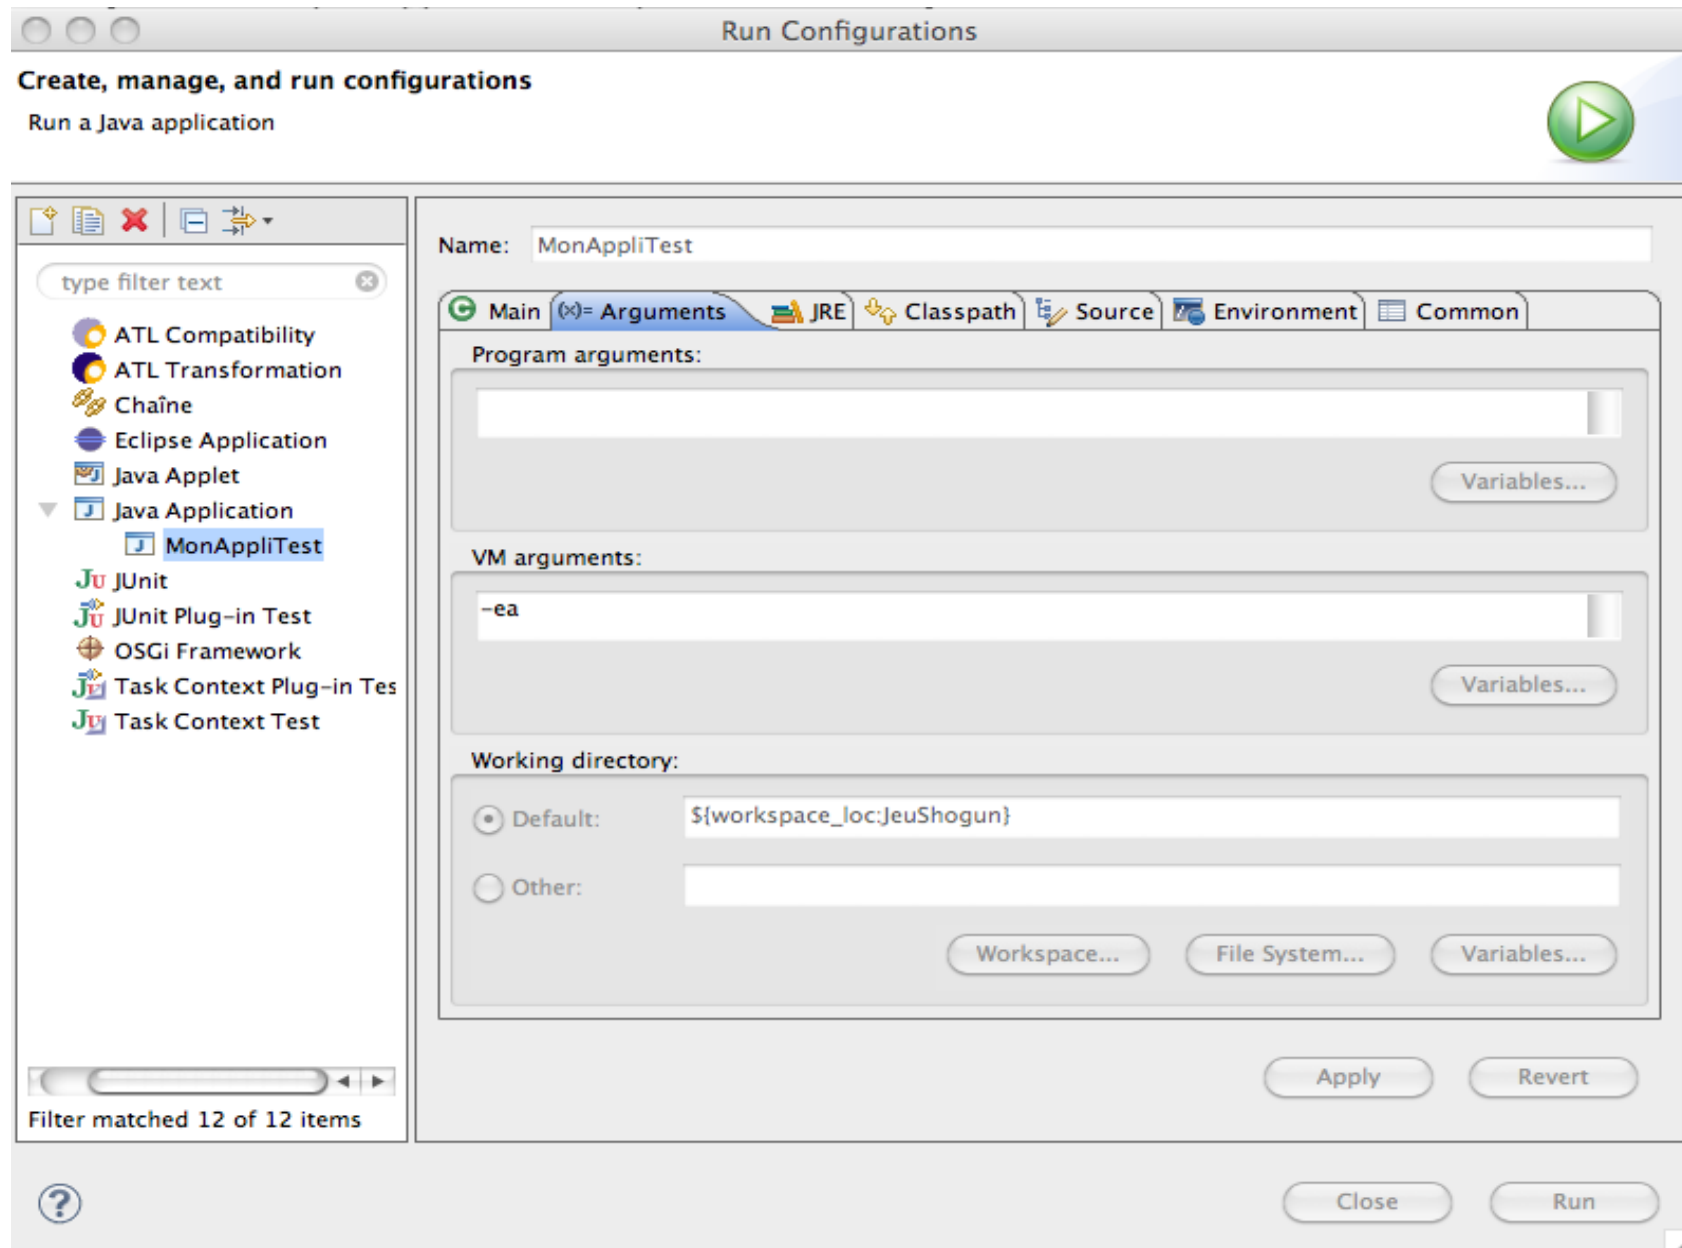 Run Configurations
Create, manage, and run configurations
Run a Java application
type filter text
ATL Compatibility
ATL Transformation
Chaîne
Eclipse Application
Java Applet
Java Application
MonAppliTest
JUnit
JUnit Plug-in Test
OSGi Framework
Task Context Plug-in Tes
Task Context Test
Filter matched 12 of 12 items
Name: MonAppliTest
Main (x)= Arguments JRE Classpath Source Environment Common
Program arguments:
Variables...
VM arguments:
-ea
Variables...
Working directory:
Default: ${workspace_loc:JeuShogun}
Other:
Workspace... File System... Variables...
Apply Revert
Close Run